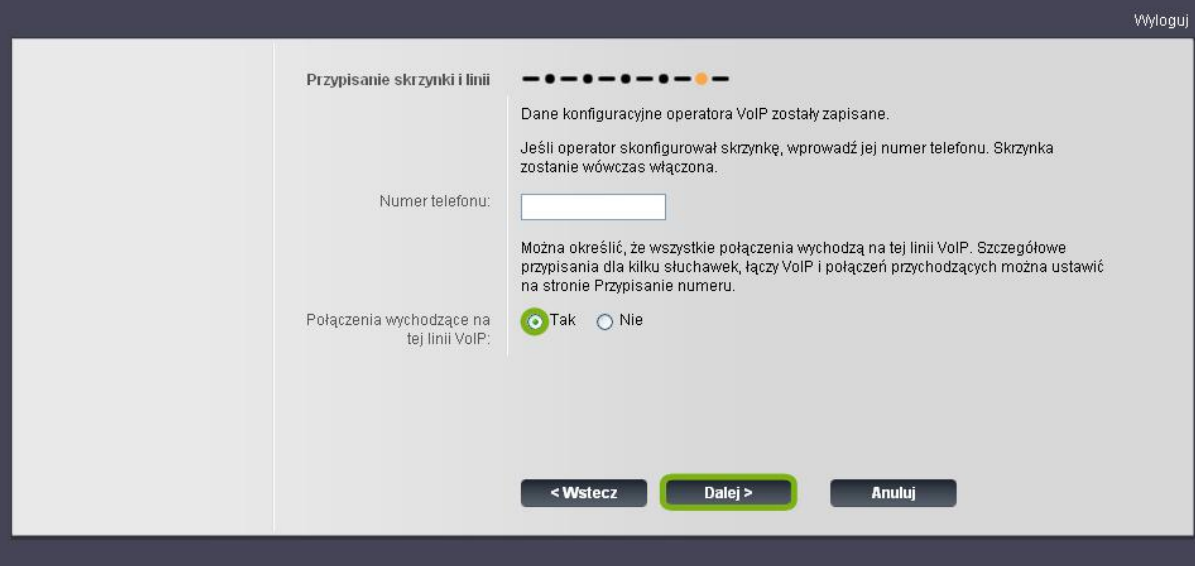 Wyloguj
Przypisanie skrzynki i linii
Dane konfiguracyjne operatora VoIP zostały zapisane.
Jeśli operator skonfigurował skrzynkę, wprowadź jej numer telefonu. Skrzynka
zostanie wówczas włączona.
Numer telefonu:
Można określić, że wszystkie połączenia wychodzą na tej linii VoIP. Szczegółowe
przypisania dla kilku słuchawek, łączy VoIP i połączeń przychodzących można ustawić
na stronie Przypisanie numeru.
Połączenia wychodzące na
tej linii VoIP:
Tak Nie
< Wstecz Dalej > Anuluj